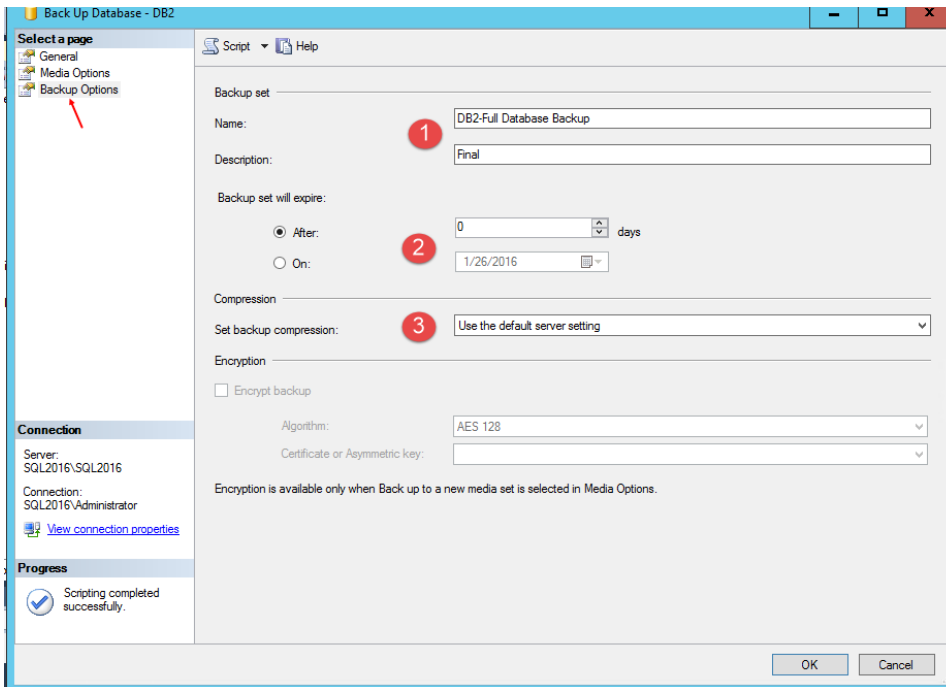 Back Up Database - DB2
Select a page
General
Media Options
Backup Options
Script
Help
Backup set
Name:
1
DB2-Full Database Backup
Description:
Final
Backup set will expire:
After:
0
days
2
On:
1/26/2016
Compression
Set backup compression:
3
Use the default server setting
Encryption
Encrypt backup
Algorithm:
AES 128
Certificate or Asymmetric key:
Encryption is available only when Back up to a new media set is selected in Media Options.
Connection
Server:
SQL2016\SQL2016
Connection:
SQL2016\Administrator
View connection properties
Progress
Scripting completed
successfully.
OK
Cancel